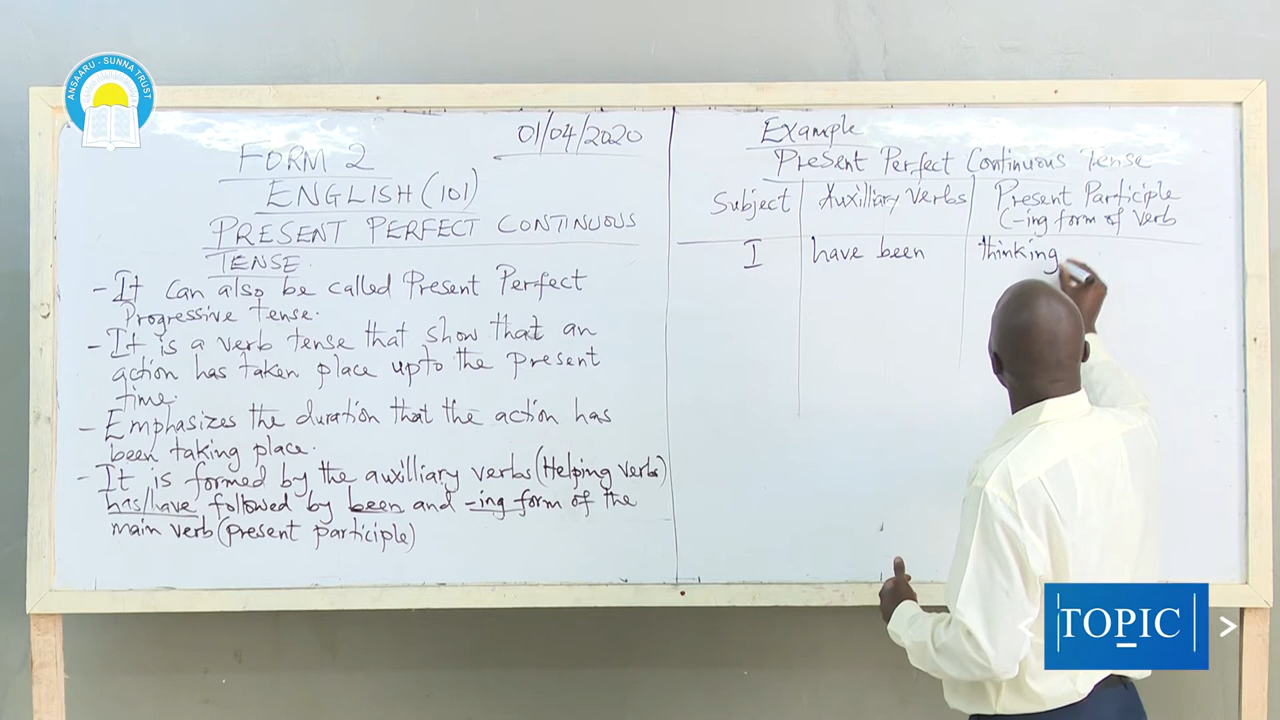 ANSAARU - SUNNA TRUST
01/04/2020
FORM 2
ENGLISH (101)
PRESENT PERFECT CONTINUOUS
TENSE.
- It can also be called Present Perfect
Progressive tense.
- It is a verb tense that show that an
action has taken place upto the present
time.
- Emphasizes the duration that the action has
been taking place.
- It is formed by the auxilliary verbs (Helping verbs)
has/have followed by been and -ing form of the
main verb (present participle)
Example
Present Perfect Continuous Tense
Subject Auxilliary Verbs Present Participle
(-ing form of verb
I have been thinking
TOPIC